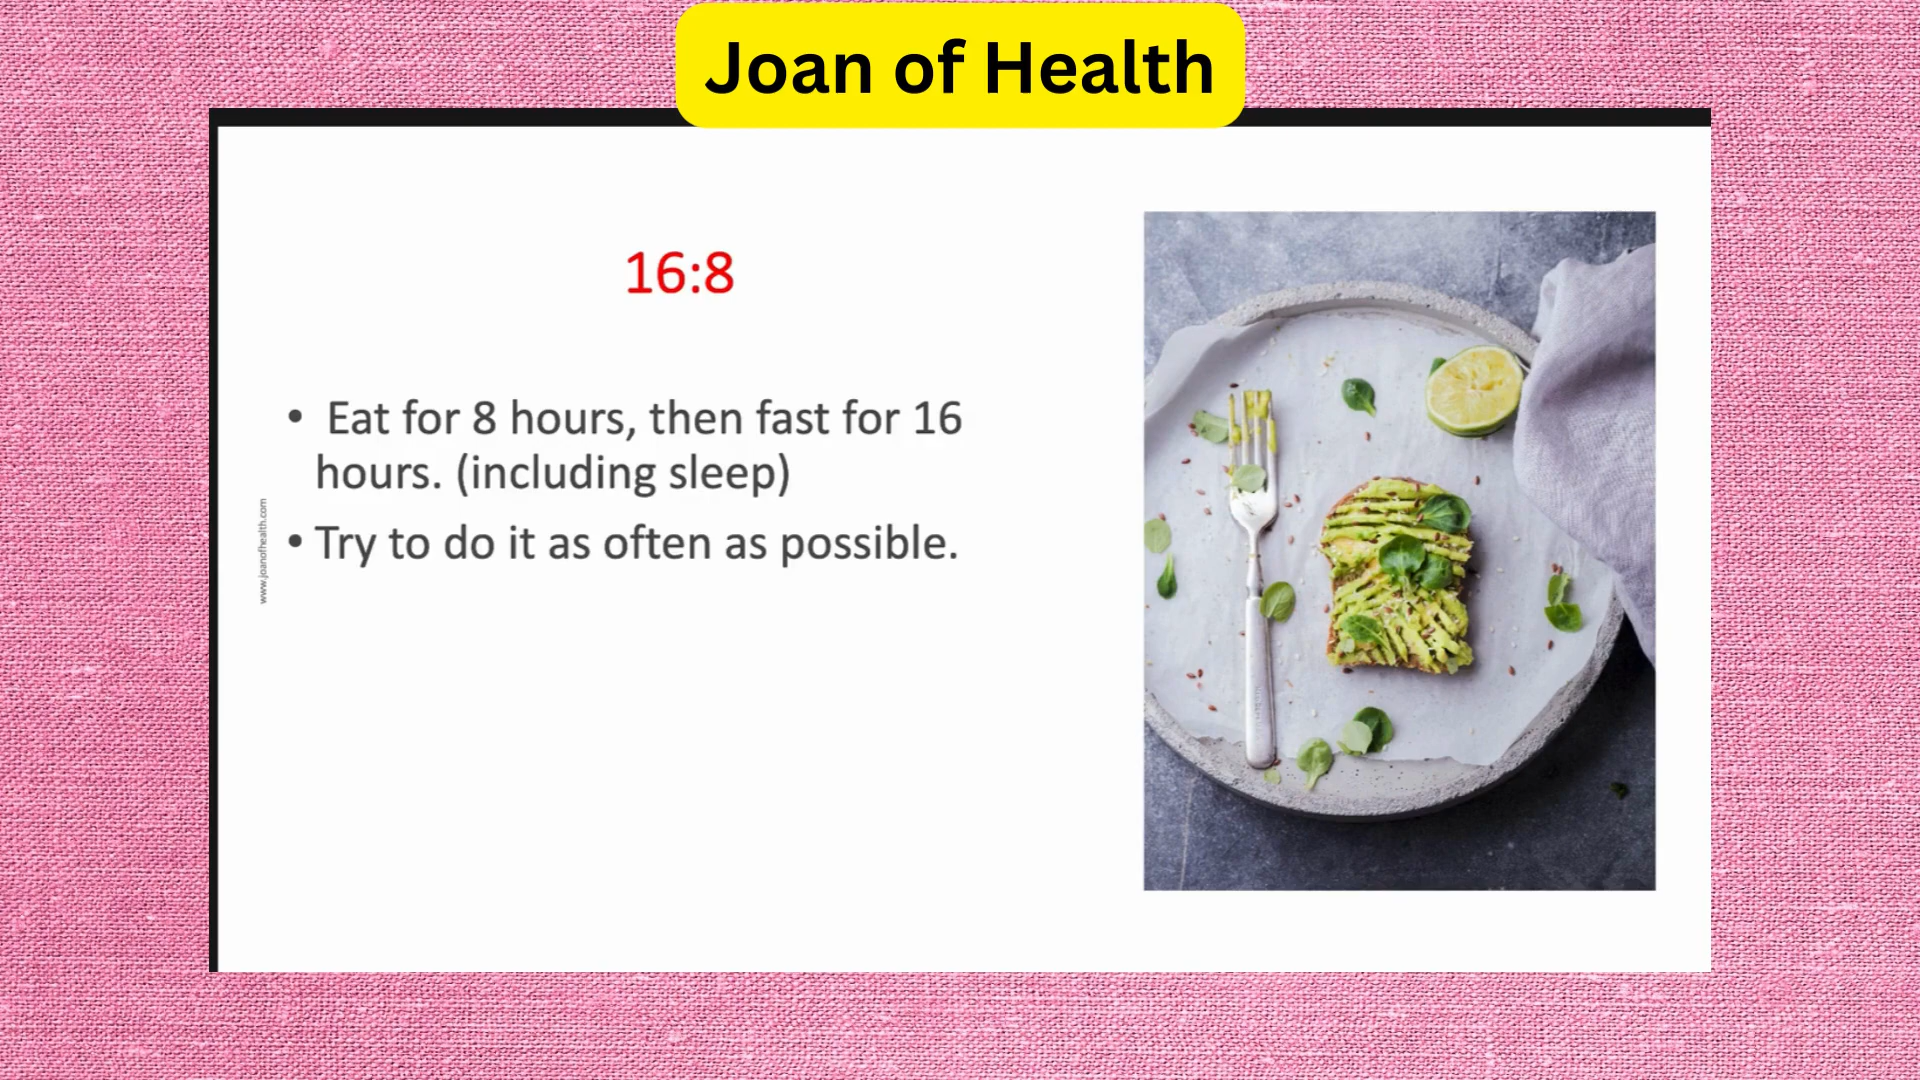 Joan of Health
16:8
• Eat for 8 hours, then fast for 16
hours. (including sleep)
• Try to do it as often as possible.
www.joanofhealth.com